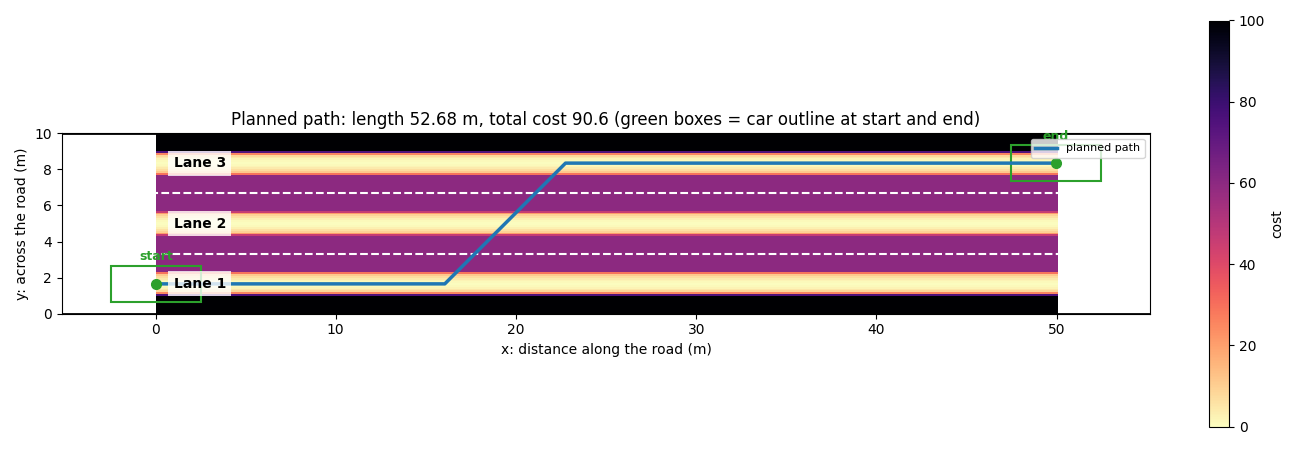 Planned path: length 52.68 m, total cost 90.6 (green boxes = car outline at start and end)
y: across the road (m)
10
8
6
4
2
0
Lane 3
Lane 2
Lane 1
start
end
planned path
0
10
20
30
40
50
x: distance along the road (m)
100
80
60
40
20
0
cost